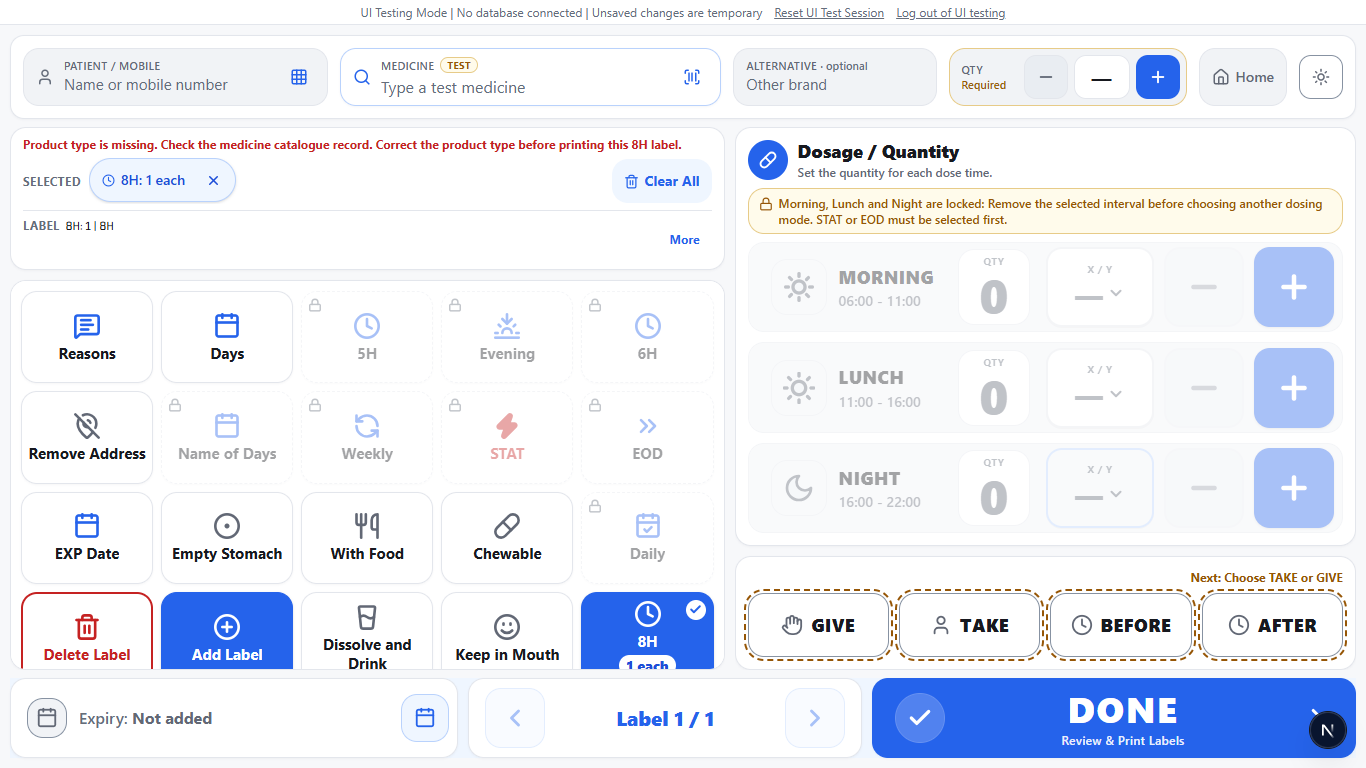 UI Testing Mode | No database connected | Unsaved changes are temporary Reset UI Test Session Log out of UI testing
PATIENT / MOBILE
Name or mobile number
MEDICINE TEST
Type a test medicine
ALTERNATIVE · optional
Other brand
QTY
Required
—
Home
Product type is missing. Check the medicine catalogue record. Correct the product type before printing this 8H label.
SELECTED 8H: 1 each
Clear All
LABEL 8H: 1 | 8H
More
Reasons
Days
5H
Evening
6H
Remove Address
Name of Days
Weekly
STAT
EOD
EXP Date
Empty Stomach
With Food
Chewable
Daily
Delete Label
Add Label
Dissolve and
Drink
Keep in Mouth
8H
1 each
Dosage / Quantity
Set the quantity for each dose time.
Morning, Lunch and Night are locked: Remove the selected interval before choosing another dosing
mode. STAT or EOD must be selected first.
MORNING
06:00 - 11:00
QTY
0
X / Y
—
LUNCH
11:00 - 16:00
QTY
0
X / Y
—
NIGHT
16:00 - 22:00
QTY
0
X / Y
—
Next: Choose TAKE or GIVE
GIVE
TAKE
BEFORE
AFTER
Expiry: Not added
Label 1 / 1
DONE
Review & Print Labels
N